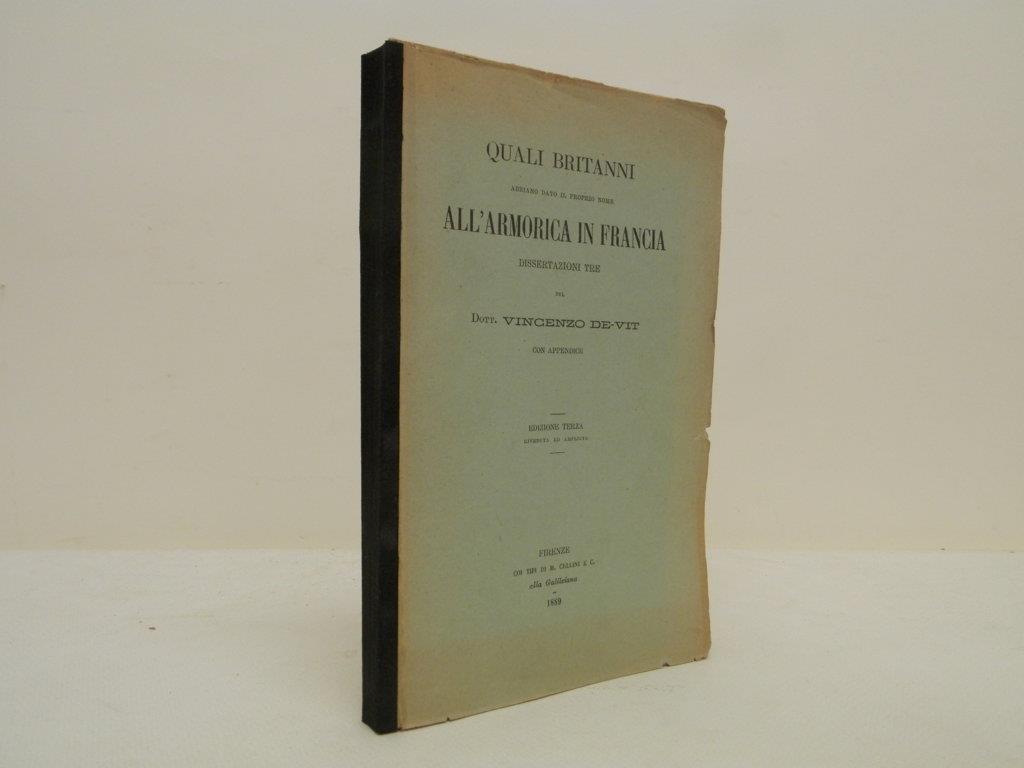 QUALI BRITANNI
ABBIANO DATO IL PROPRIO NOME
ALL'ARMORICA IN FRANCIA
DISSERTAZIONI TRE
DEL
DOTT. VINCENZO DE-VIT
CON APPENDICE
EDIZIONE TERZA
RIVEDUTA ED AMPLIATA
FIRENZE
COI TIPI DI M. CELLINI E C.
alla Galileiana
1889